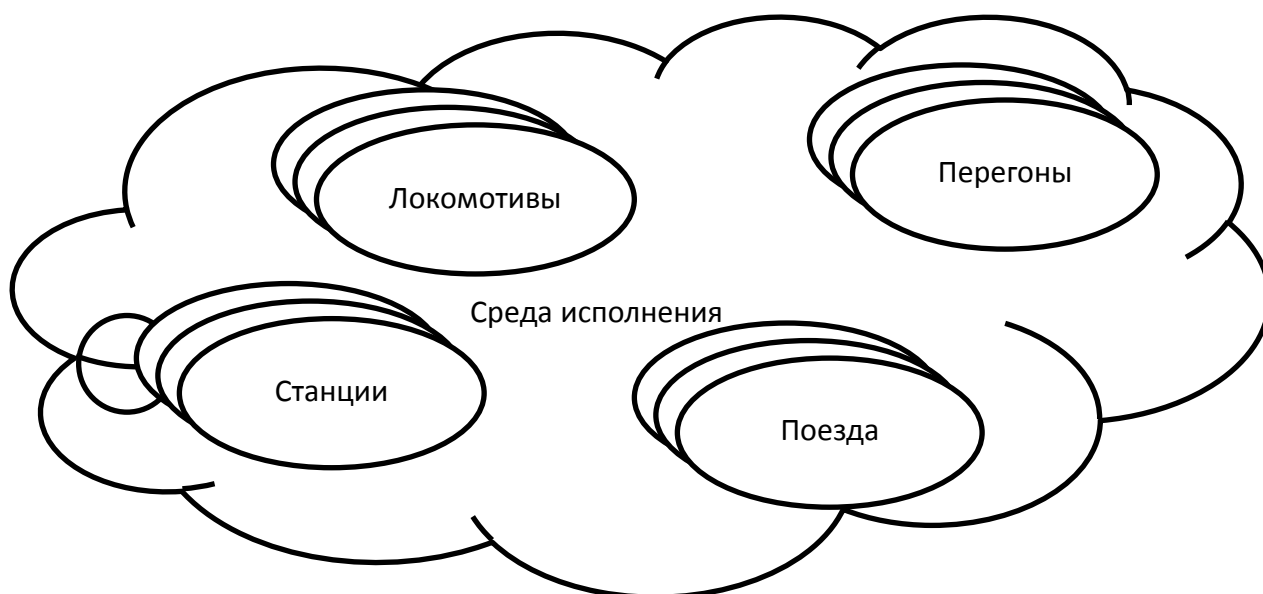 Перегоны
Локомотивы
Среда исполнения
Станции
Поезда